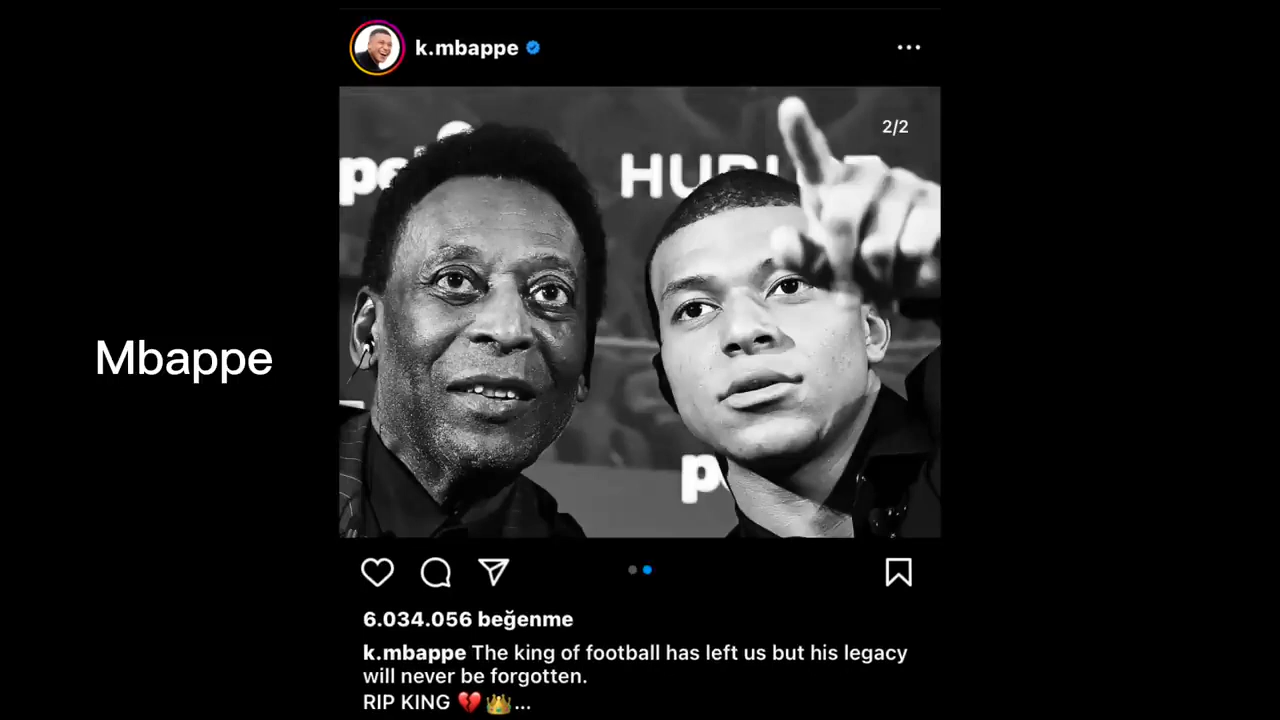 k.mbappe
2/2
HUBLOT
Mbappe
6.034.056 beğenme
k.mbappe The king of football has left us but his legacy
will never be forgotten.
RIP KING 💔👑...